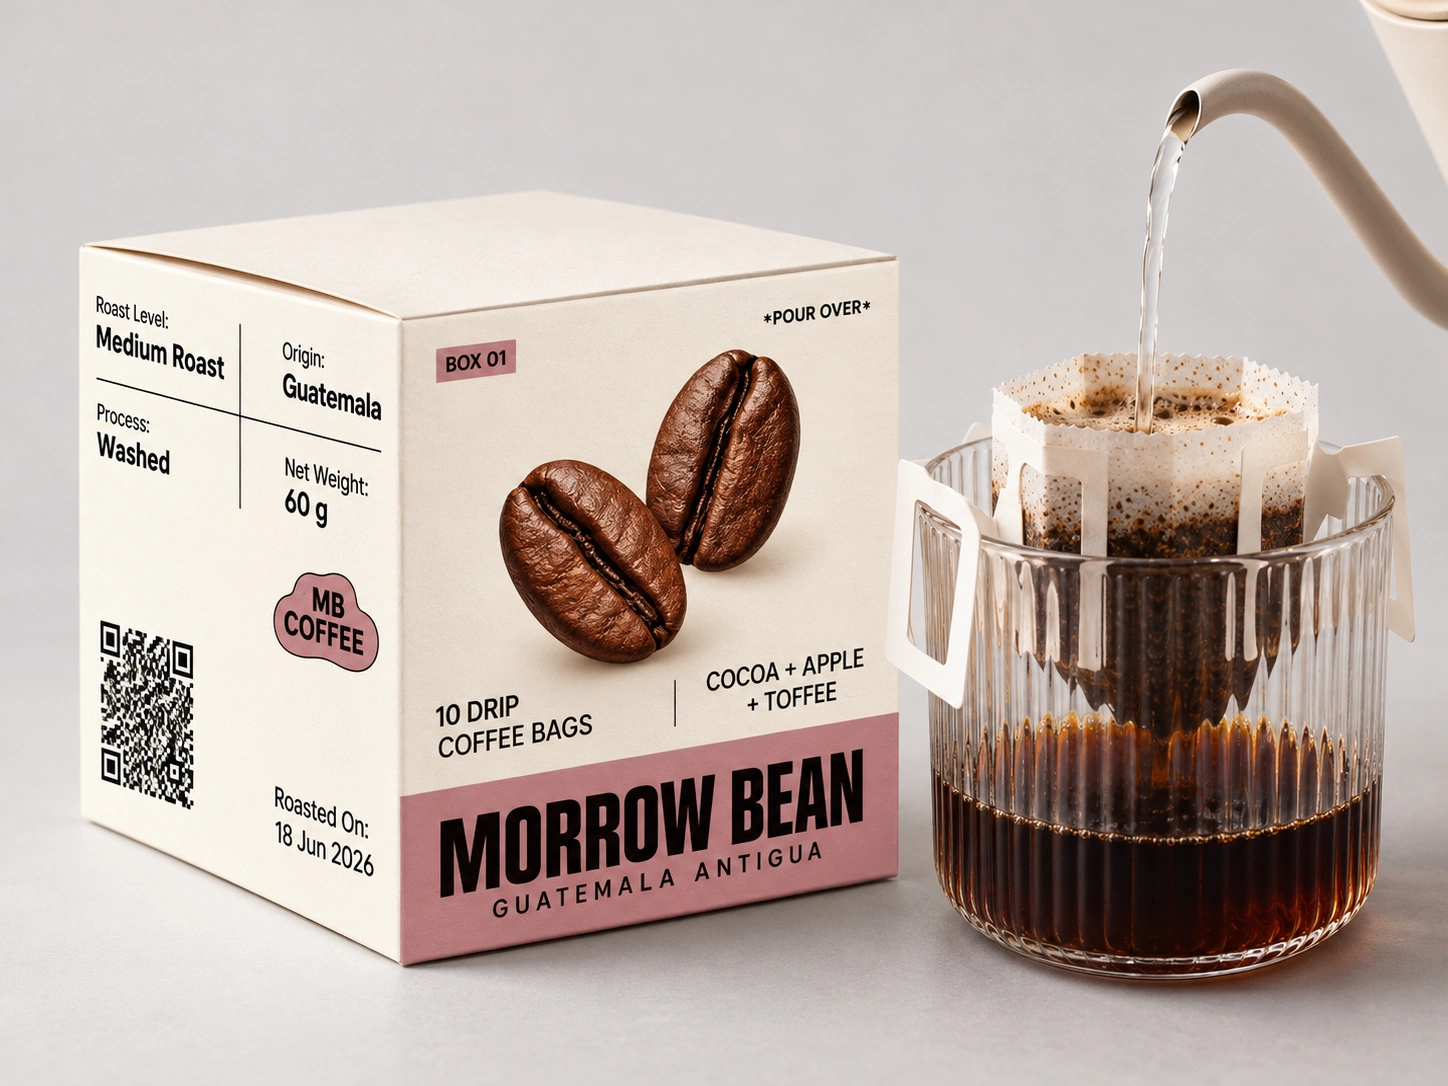 Roast Level:
Medium Roast
Origin:
Guatemala
Process:
Washed
Net Weight:
60 g
MB
COFFEE
Roasted On:
18 Jun 2026
BOX 01
*POUR OVER*
10 DRIP
COFFEE BAGS
COCOA + APPLE
+ TOFFEE
MORROW BEAN
GUATEMALA ANTIGUA